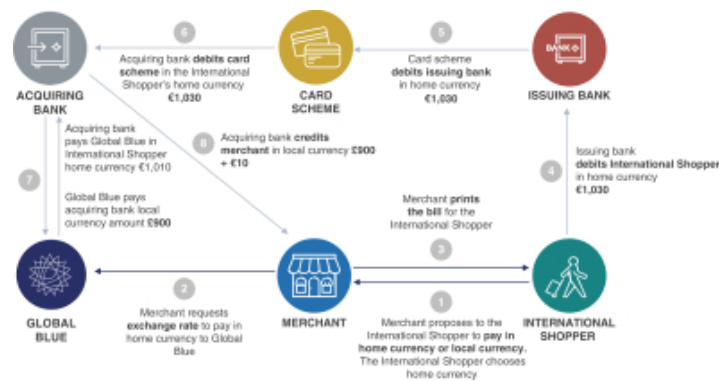 6
Acquiring bank debits card
scheme in the International
Shopper's home currency
€1,030
5
Card scheme
debits issuing bank
in home currency
€1,030
BANK
ACQUIRING
BANK
CARD
SCHEME
ISSUING BANK
Acquiring bank
pays Global Blue in
International Shopper
home currency €1,010
7
Global Blue pays
acquiring bank local
currency amount £900
8
Acquiring bank credits
merchant in local currency £900
+ €10
4
Issuing bank
debits International Shopper
in home currency
€1,030
Merchant prints
the bill for the
International Shopper
3
2
Merchant requests
exchange rate to pay in
home currency to Global
Blue
1
Merchant proposes to the
International Shopper to pay in
home currency or local currency.
The International Shopper chooses
home currency
GLOBAL
BLUE
MERCHANT
INTERNATIONAL
SHOPPER